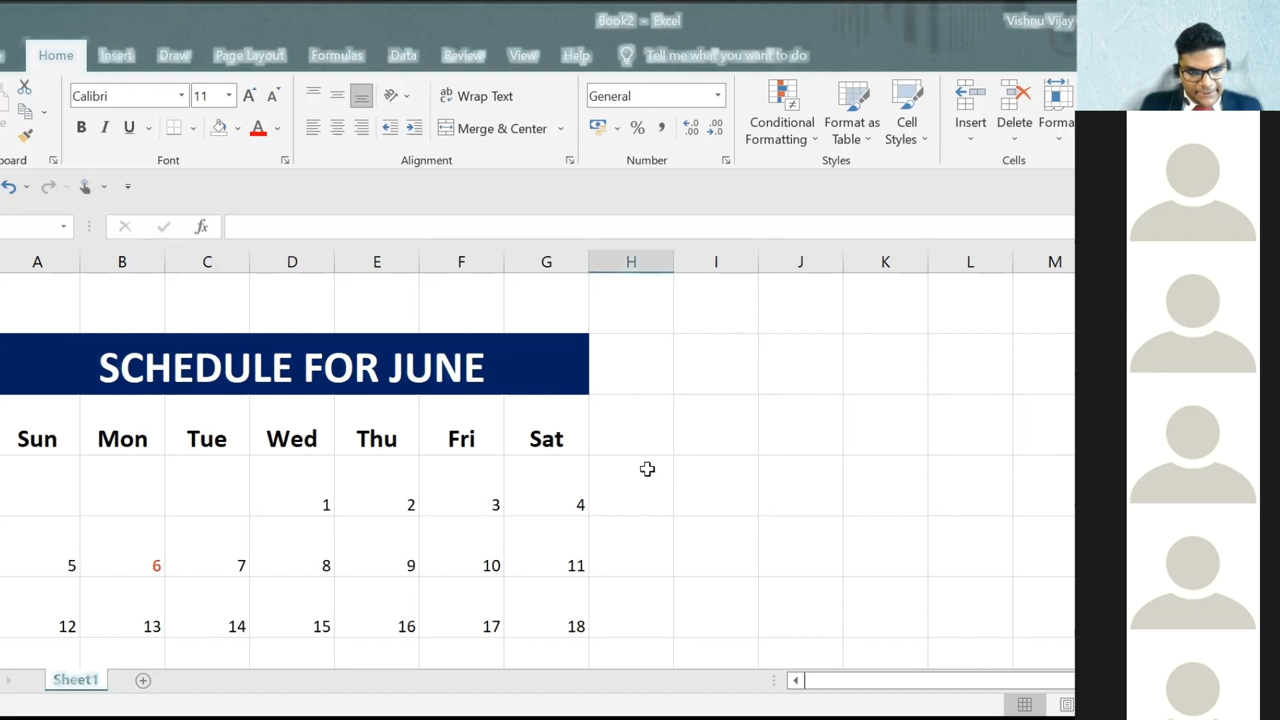 Book2 - Excel
Vishnu Vijay
Home Insert Draw Page Layout Formulas Data Review View Help Tell me what you want to do
Calibri 11
ab Wrap Text
General
Merge & Center
B I U A
% ,
Conditional Formatting
Format as Table
Cell Styles
Insert
Delete
Forma
board
Font
Alignment
Number
Styles
Cells
fx
A B C D E F G H I J K L M
SCHEDULE FOR JUNE
Sun Mon Tue Wed Thu Fri Sat
1 2 3 4
5 6 7 8 9 10 11
12 13 14 15 16 17 18
Sheet1